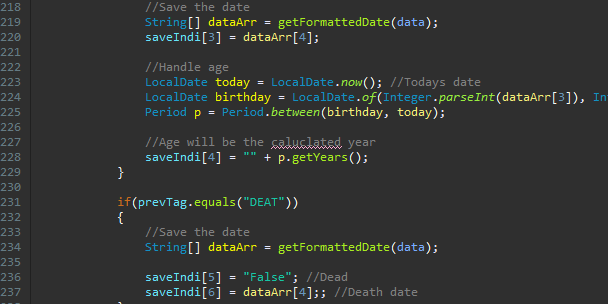 218 //Save the date
219 String[] dataArr = getFormattedDate(data);
220 saveIndi[3] = dataArr[4];
221
222 //Handle age
223 LocalDate today = LocalDate.now(); //Todays date
224 LocalDate birthday = LocalDate.of(Integer.parseInt(dataArr[3]), In
225 Period p = Period.between(birthday, today);
226
227 //Age will be the caluclated year
228 saveIndi[4] = "" + p.getYears();
229 }
230
231 if(prevTag.equals("DEAT"))
232 {
233 //Save the date
234 String[] dataArr = getFormattedDate(data);
235
236 saveIndi[5] = "False"; //Dead
237 saveIndi[6] = dataArr[4];; //Death date